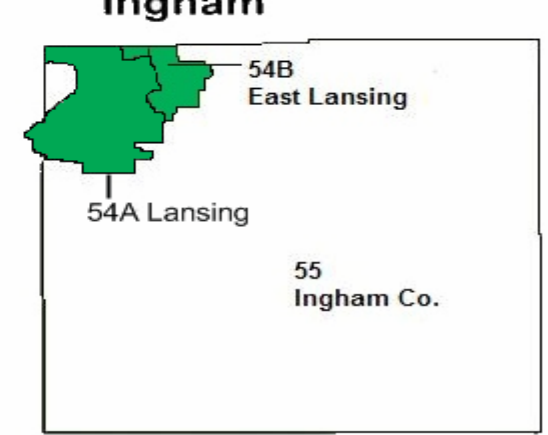 Ingham
54B
East Lansing
54A Lansing
55
Ingham Co.